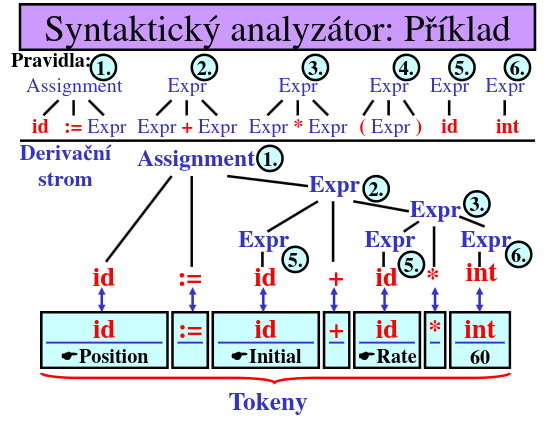 Syntaktický analyzátor: Příklad
Pravidla: 1. 2. 3. 4. 5. 6.
Assignment Expr Expr Expr Expr Expr
id := Expr Expr + Expr Expr * Expr ( Expr ) id int
Derivační
strom
Assignment 1.
Expr 2.
Expr 3.
Expr 5. Expr 5. Expr 6.
id := id + id * int
id := id + id * int
☛Position ☛Initial ☛Rate 60
Tokeny